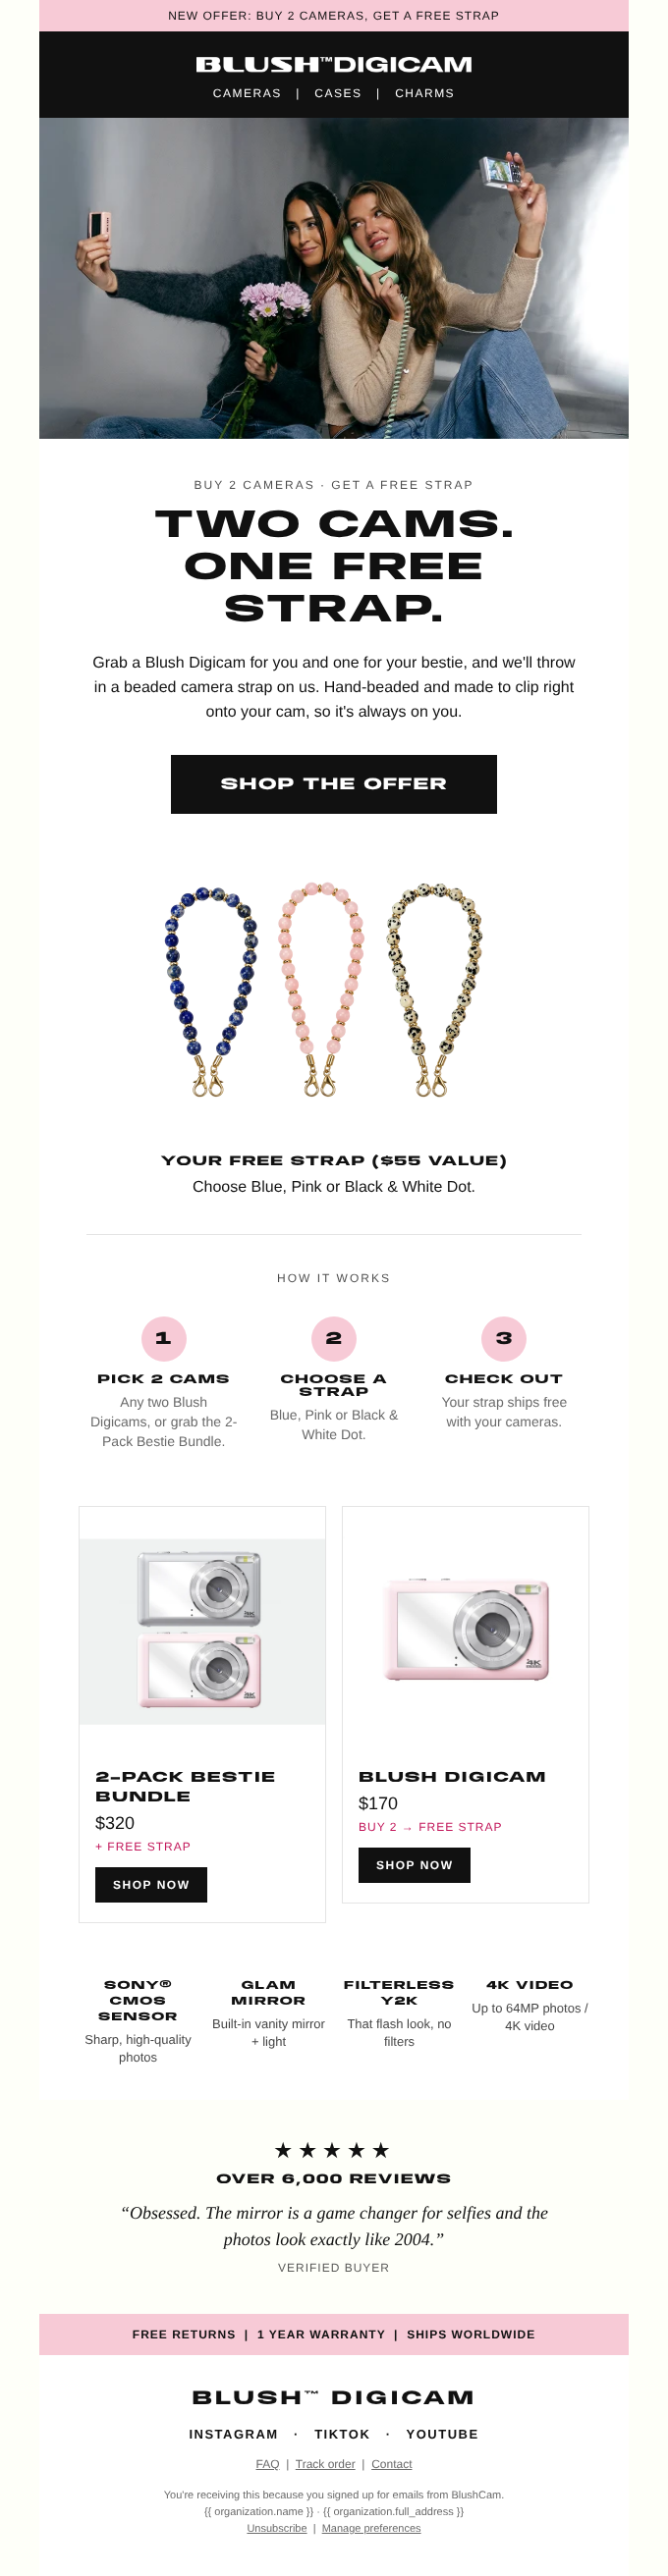 NEW OFFER: BUY 2 CAMERAS, GET A FREE STRAP
BLUSH™DIGICAM
CAMERAS | CASES | CHARMS
BUY 2 CAMERAS · GET A FREE STRAP
TWO CAMS.
ONE FREE
STRAP.
Grab a Blush Digicam for you and one for your bestie, and we'll throw
in a beaded camera strap on us. Hand-beaded and made to clip right
onto your cam, so it's always on you.
SHOP THE OFFER
YOUR FREE STRAP ($55 VALUE)
Choose Blue, Pink or Black & White Dot.
HOW IT WORKS
1
PICK 2 CAMS
Any two Blush
Digicams, or grab the 2-
Pack Bestie Bundle.
2
CHOOSE A
STRAP
Blue, Pink or Black &
White Dot.
3
CHECK OUT
Your strap ships free
with your cameras.
4K
4K
2-PACK BESTIE
BUNDLE
$320
+ FREE STRAP
SHOP NOW
4K
BLUSH DIGICAM
$170
BUY 2 → FREE STRAP
SHOP NOW
SONY®
CMOS
SENSOR
Sharp, high-quality
photos
GLAM
MIRROR
Built-in vanity mirror
+ light
FILTERLESS
Y2K
That flash look, no
filters
4K VIDEO
Up to 64MP photos /
4K video
★★★★★
OVER 6,000 REVIEWS
“Obsessed. The mirror is a game changer for selfies and the
photos look exactly like 2004.”
VERIFIED BUYER
FREE RETURNS | 1 YEAR WARRANTY | SHIPS WORLDWIDE
BLUSH™ DIGICAM
INSTAGRAM · TIKTOK · YOUTUBE
FAQ | Track order | Contact
You're receiving this because you signed up for emails from BlushCam.
{{ organization.name }} · {{ organization.full_address }}
Unsubscribe | Manage preferences